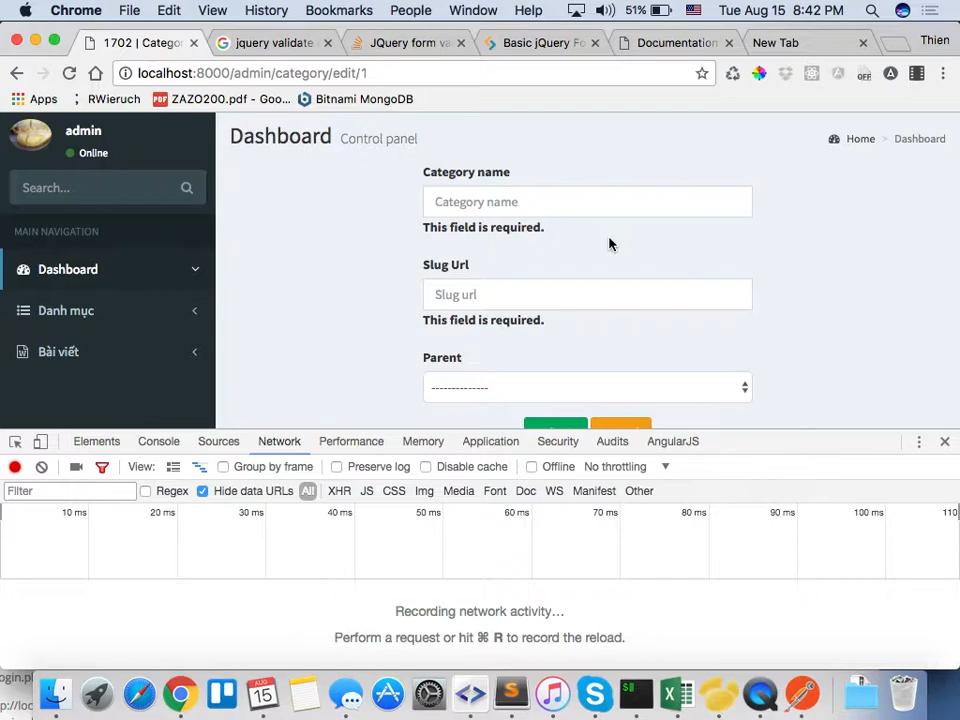 Chrome File Edit View History Bookmarks People Window Help 51% Tue Aug 15 8:42 PM
1702 | Catego jquery validate JQuery form va Basic jQuery Fo Documentation New Tab Thien
localhost:8000/admin/category/edit/1
Apps RWieruch ZAZO200.pdf - Goo... Bitnami MongoDB
admin
Online
Search...
MAIN NAVIGATION
Dashboard
Danh mục
Bài viết
Dashboard Control panel
Home > Dashboard
Category name
Category name
This field is required.
Slug Url
Slug url
This field is required.
Parent
--------------
Elements Console Sources Network Performance Memory Application Security Audits AngularJS
View: Group by frame Preserve log Disable cache Offline No throttling
Filter Regex Hide data URLs All XHR JS CSS Img Media Font Doc WS Manifest Other
10 ms 20 ms 30 ms 40 ms 50 ms 60 ms 70 ms 80 ms 90 ms 100 ms 110
Recording network activity…
Perform a request or hit ⌘ R to record the reload.
AUG
15